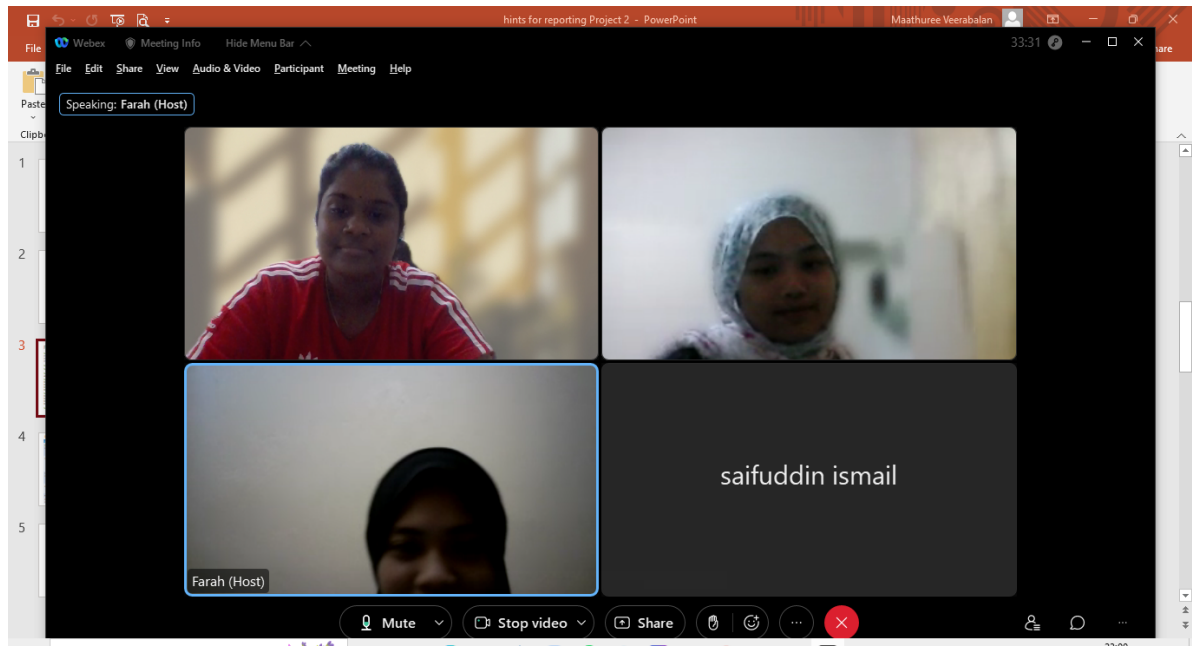 hints for reporting Project 2 - PowerPoint
Maathuree Veerabalan
File
Webex
Meeting Info
Hide Menu Bar
33:31
are
File Edit Share View Audio & Video Participant Meeting Help
Paste
Speaking: Farah (Host)
Clipb
1
2
3
4
5
saifuddin ismail
Farah (Host)
Mute
Stop video
Share